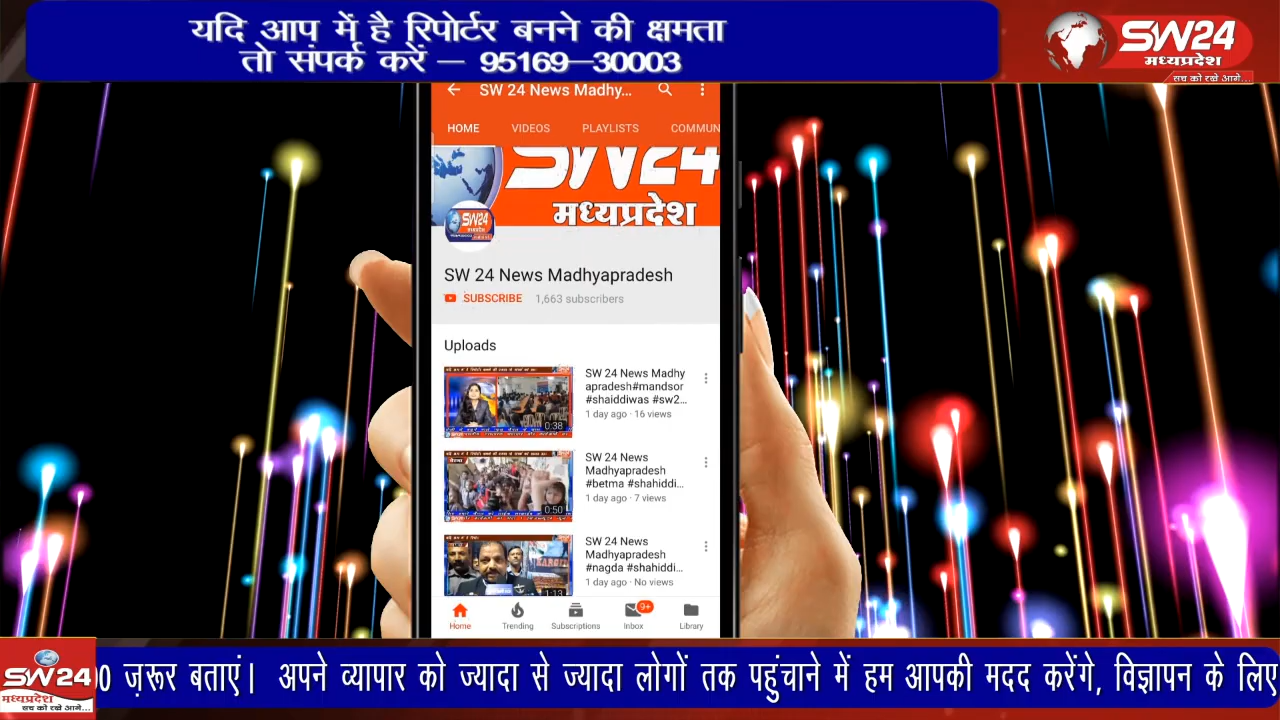 यदि आप में है रिपोर्टर बनने की क्षमता
तो संपर्क करें – 95169–30003
SW24
मध्यप्रदेश
सच को रखे आगे...
SW 24 News Madhy...
HOME VIDEOS PLAYLISTS COMMUN
SW24
मध्यप्रदेश
SW24
SW 24 News Madhyapradesh
SUBSCRIBE 1,663 subscribers
Uploads
SW 24 News Madhy
apradesh#mandsor
#shaiddiwas #sw2...
1 day ago · 16 views
0:38
SW 24 News
Madhyapradesh
#betma #shahiddi...
1 day ago · 7 views
0:50
SW 24 News
Madhyapradesh
#nagda #shahiddi...
1 day ago · No views
1:13
9+
Home Trending Subscriptions Inbox Library
SW24
मध्यप्रदेश
सच को रखे आगे...
00 ज़रूर बताएं। अपने व्यापार को ज्यादा से ज्यादा लोगों तक पहुंचाने में हम आपकी मदद करेंगे, विज्ञापन के लिए